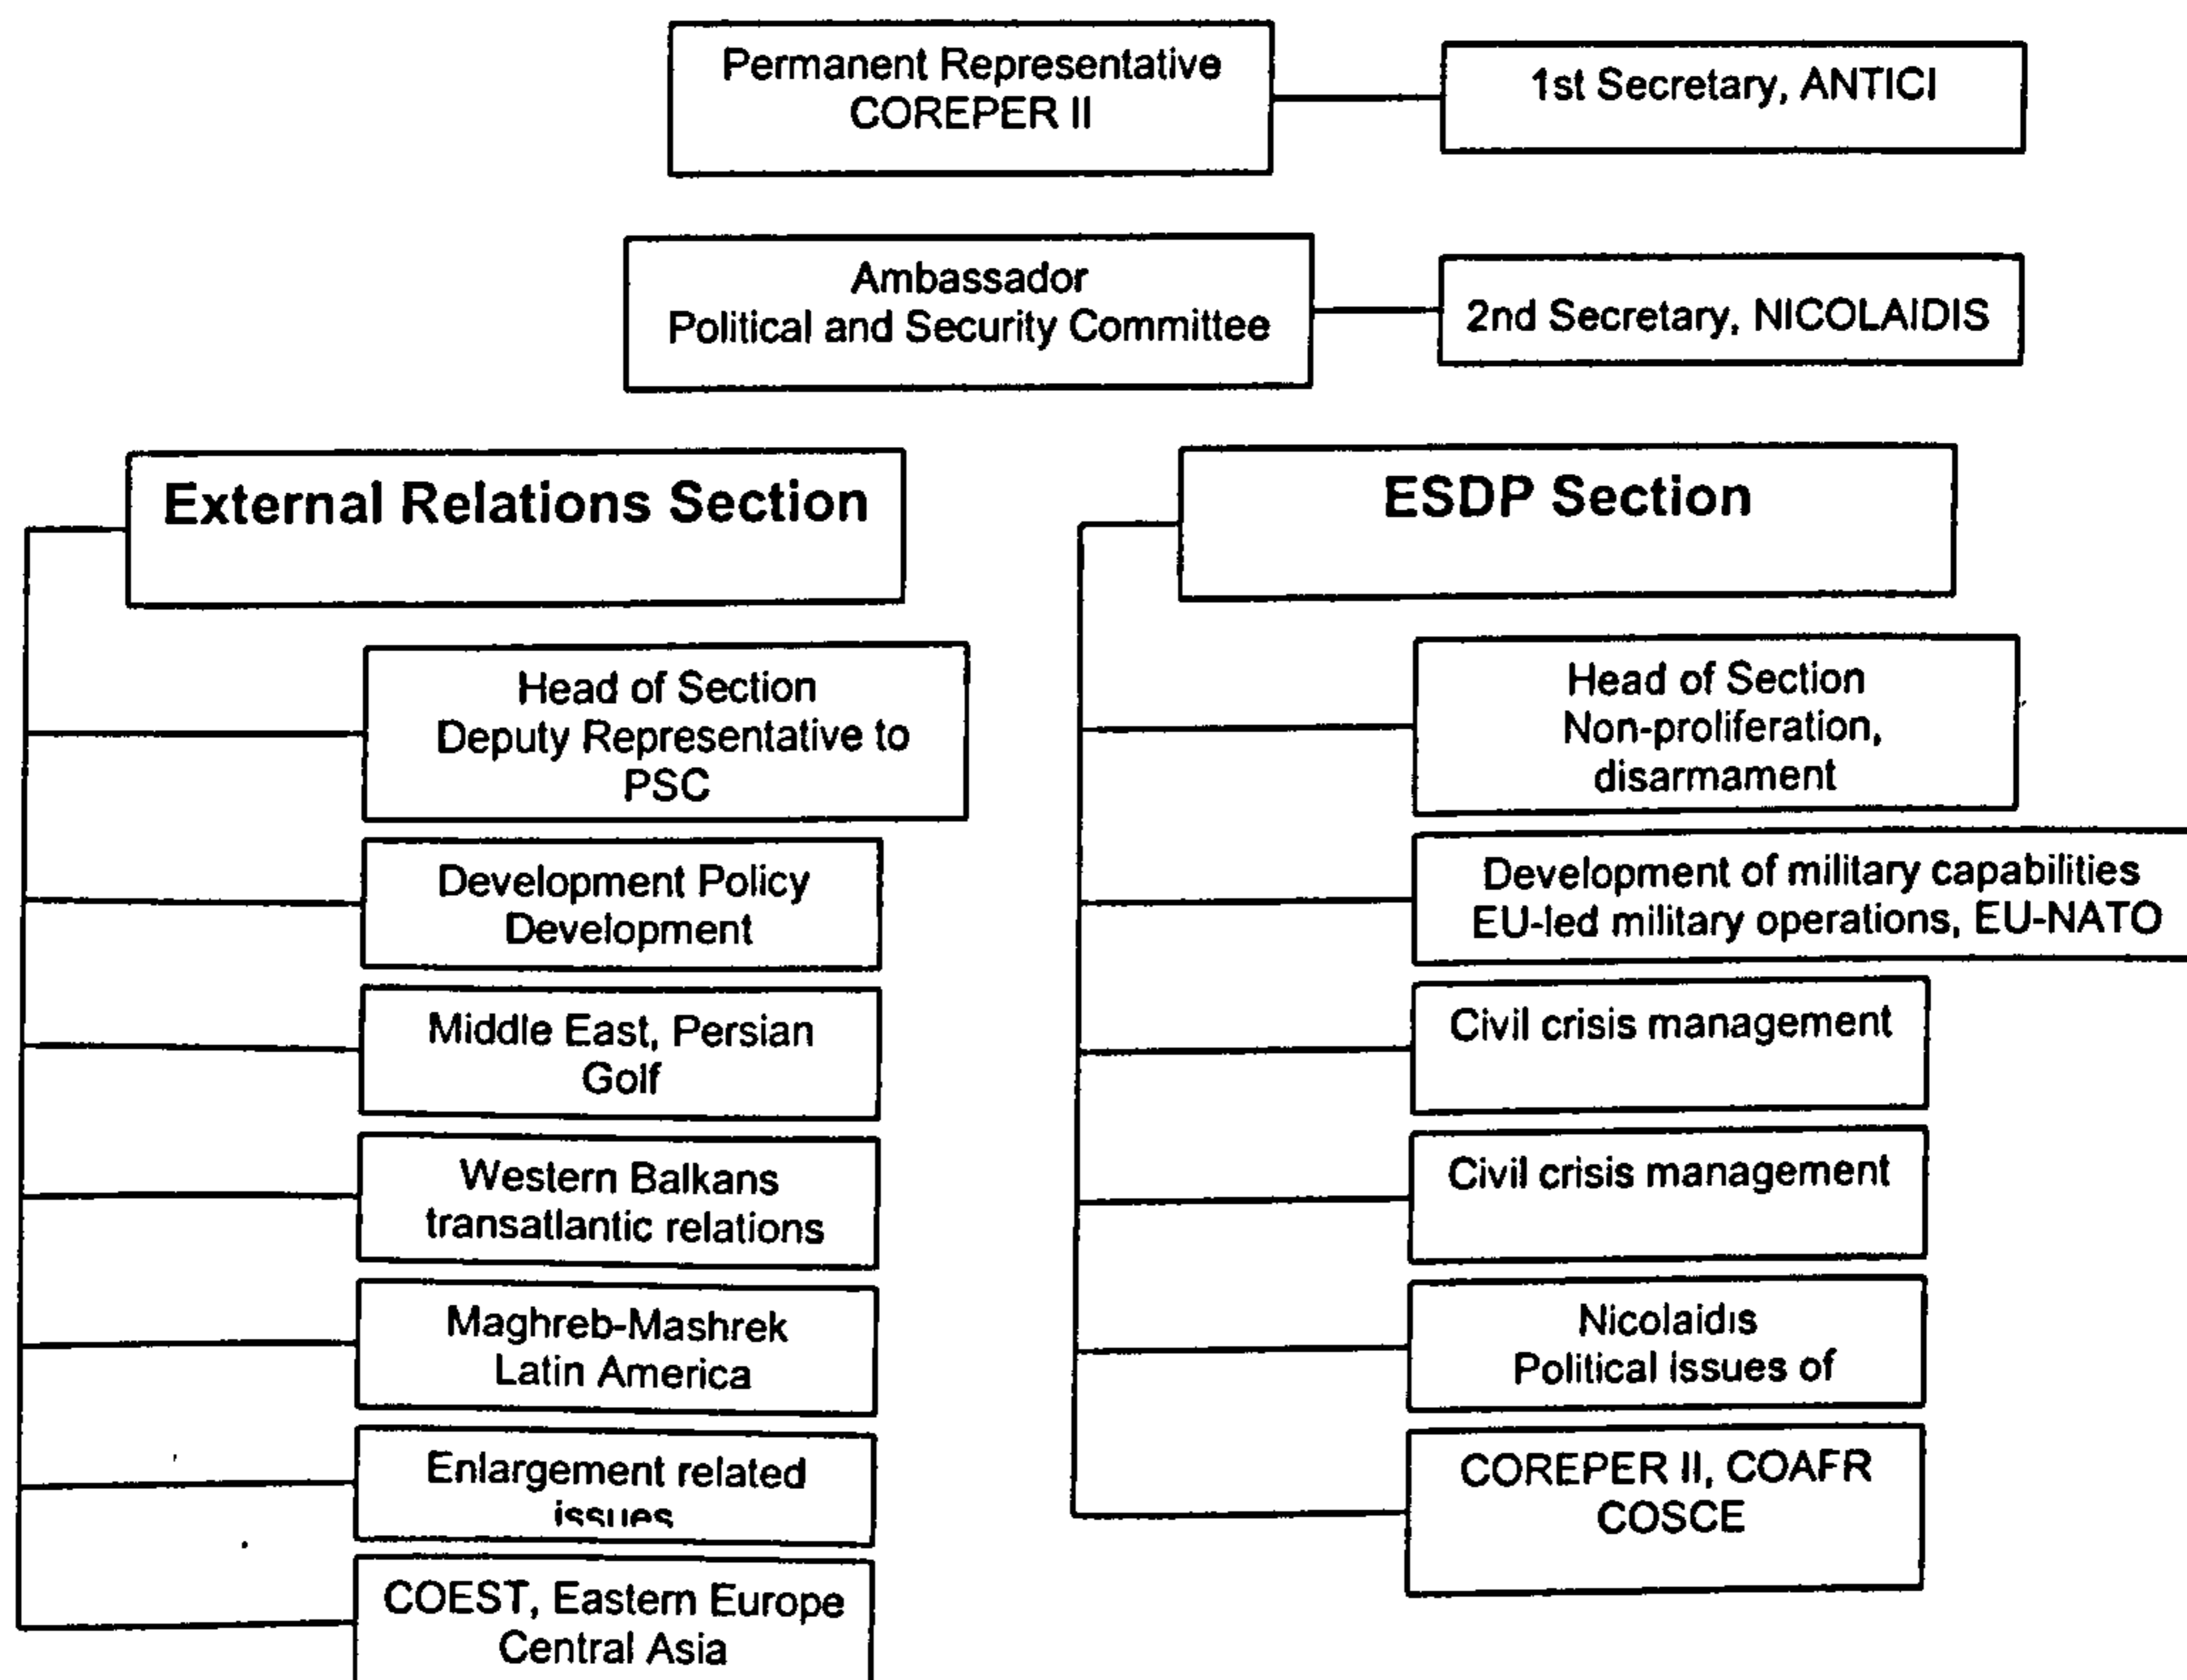 Permanent Representative
COREPER II
1st Secretary, ANTICI
Ambassador
Political and Security Committee
2nd Secretary, NICOLAIDIS
External Relations Section
Head of Section
Deputy Representative to
PSC
Development Policy
Development
Middle East, Persian
Golf
Western Balkans
transatlantic relations
Maghreb-Mashrek
Latin America
Enlargement related
issues
COEST, Eastern Europe
Central Asia
ESDP Section
Head of Section
Non-proliferation,
disarmament
Development of military capabilities
EU-led military operations, EU-NATO
Civil crisis management
Civil crisis management
Nicolaidis
Political issues of
COREPER II, COAFR
COSCE